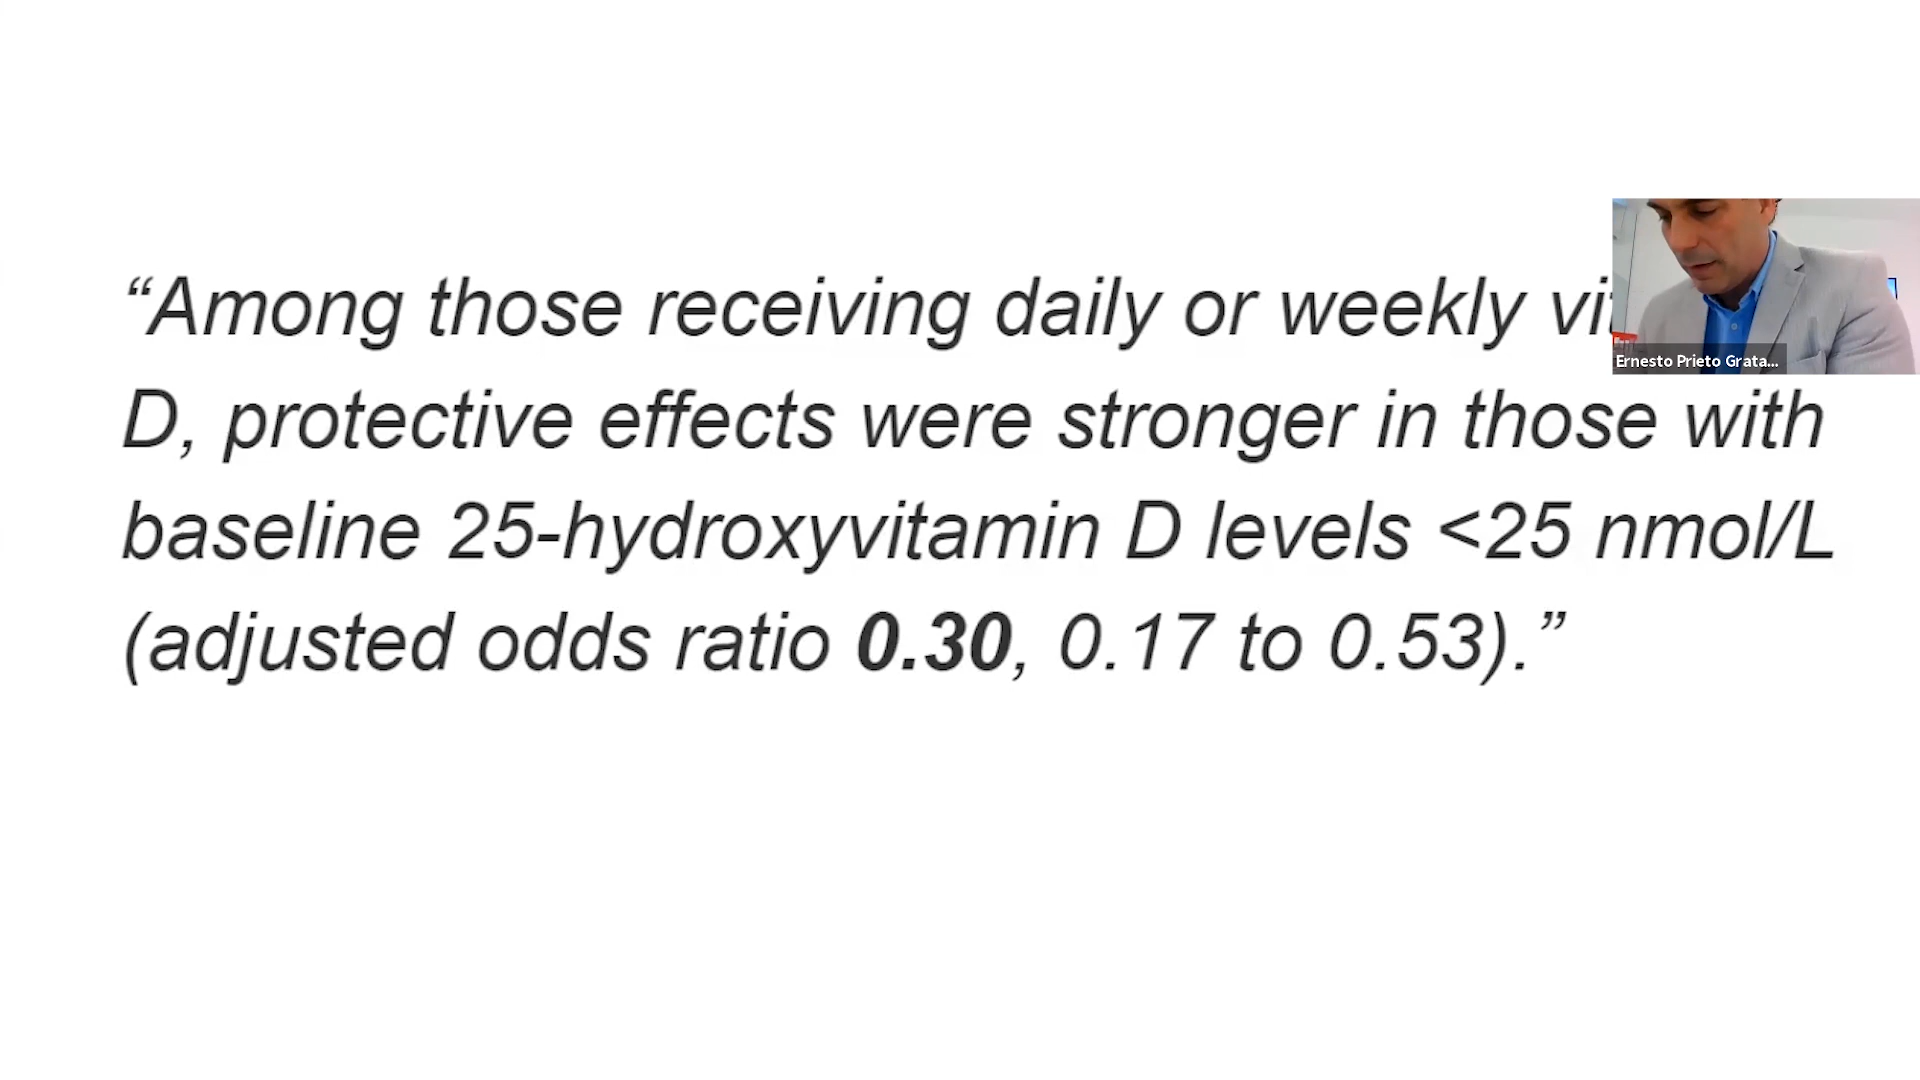 “Among those receiving daily or weekly
D, protective effects were stronger in those with
baseline 25-hydroxyvitamin D levels <25 nmol/L
(adjusted odds ratio 0.30, 0.17 to 0.53).”
Ernesto Prieto Grata...